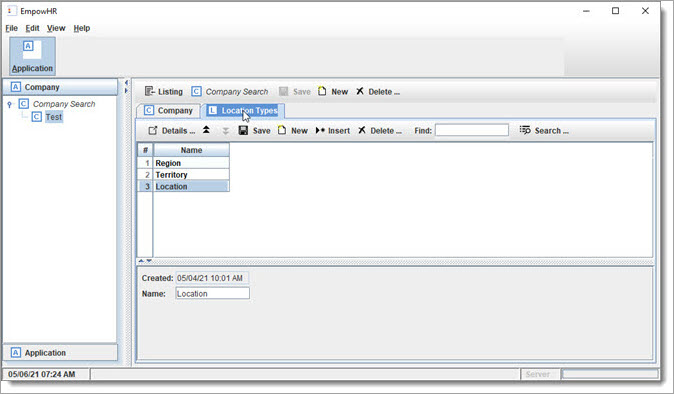 EmpowHR
File Edit View Help
A
Application
A Company
C Company Search
C Test
A Application
Listing C Company Search Save New Delete ...
C Company L Location Types
Details ... Save New Insert Delete ... Find: Search ...
# Name
1 Region
2 Territory
3 Location
Created: 05/04/21 10:01 AM
Name: Location
05/06/21 07:24 AM Server